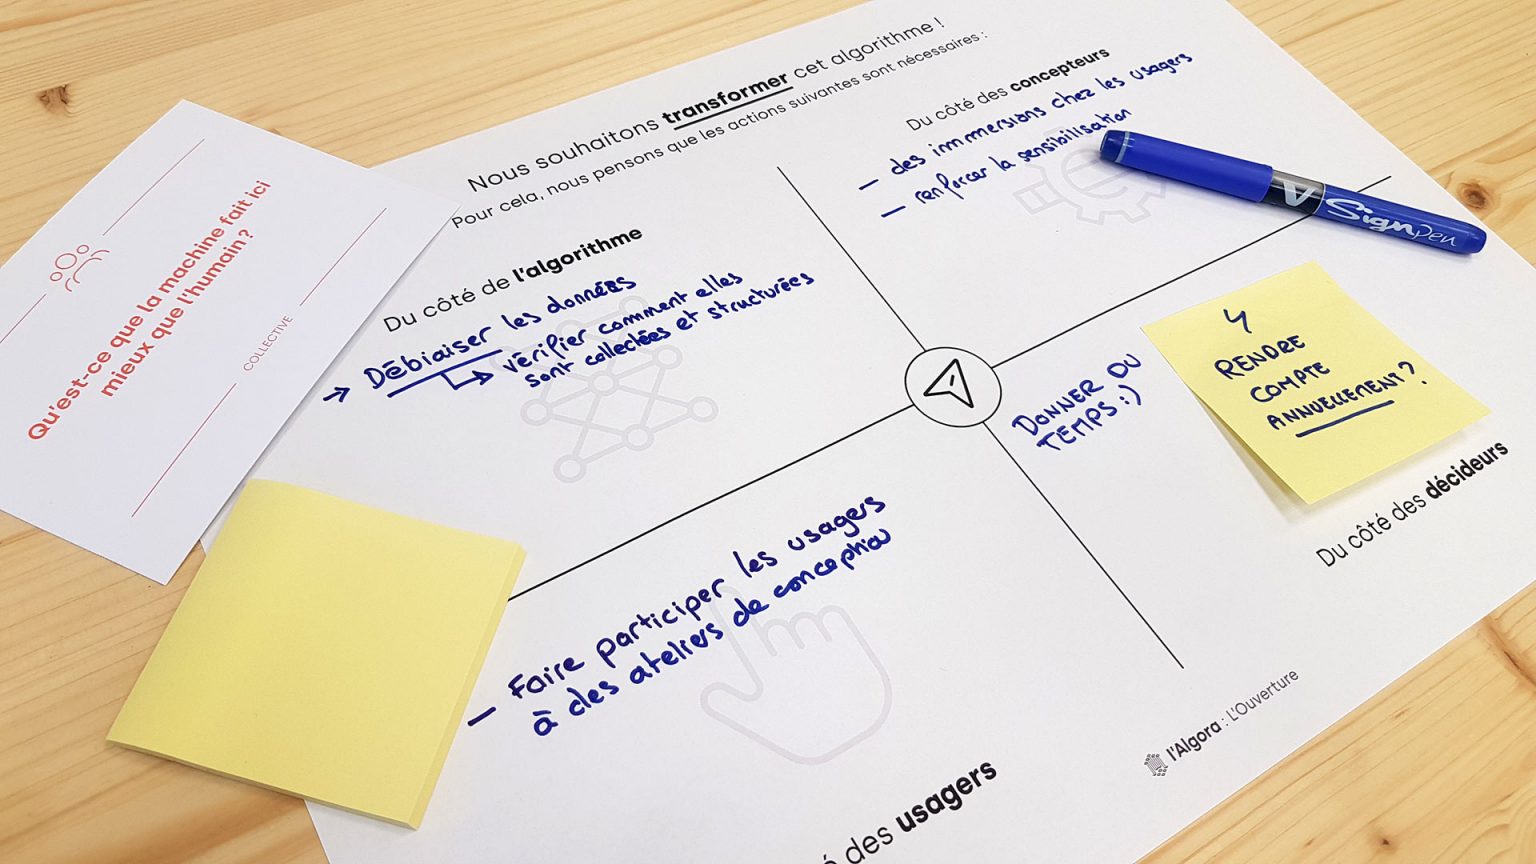 Nous souhaitons transformer cet algorithme !
Pour cela, nous pensons que les actions suivantes sont nécessaires :
Du côté de l'algorithme
→ Débiaiser les données
↳ vérifier comment elles
sont collectées et structurées
Du côté des concepteurs
— des immersions chez les usagers
— renforcer la sensibilisation
V Signpen
Qu'est-ce que la machine fait ici
mieux que l'humain ?
COLLECTIVE
DONNER DU
TEMPS :)
RENDRE
COMPTE
ANNUELLEMENT ?
Du côté des décideurs
— Faire participer les usagers
à des ateliers de conception
é des usagers
l'Algora : L'Ouverture